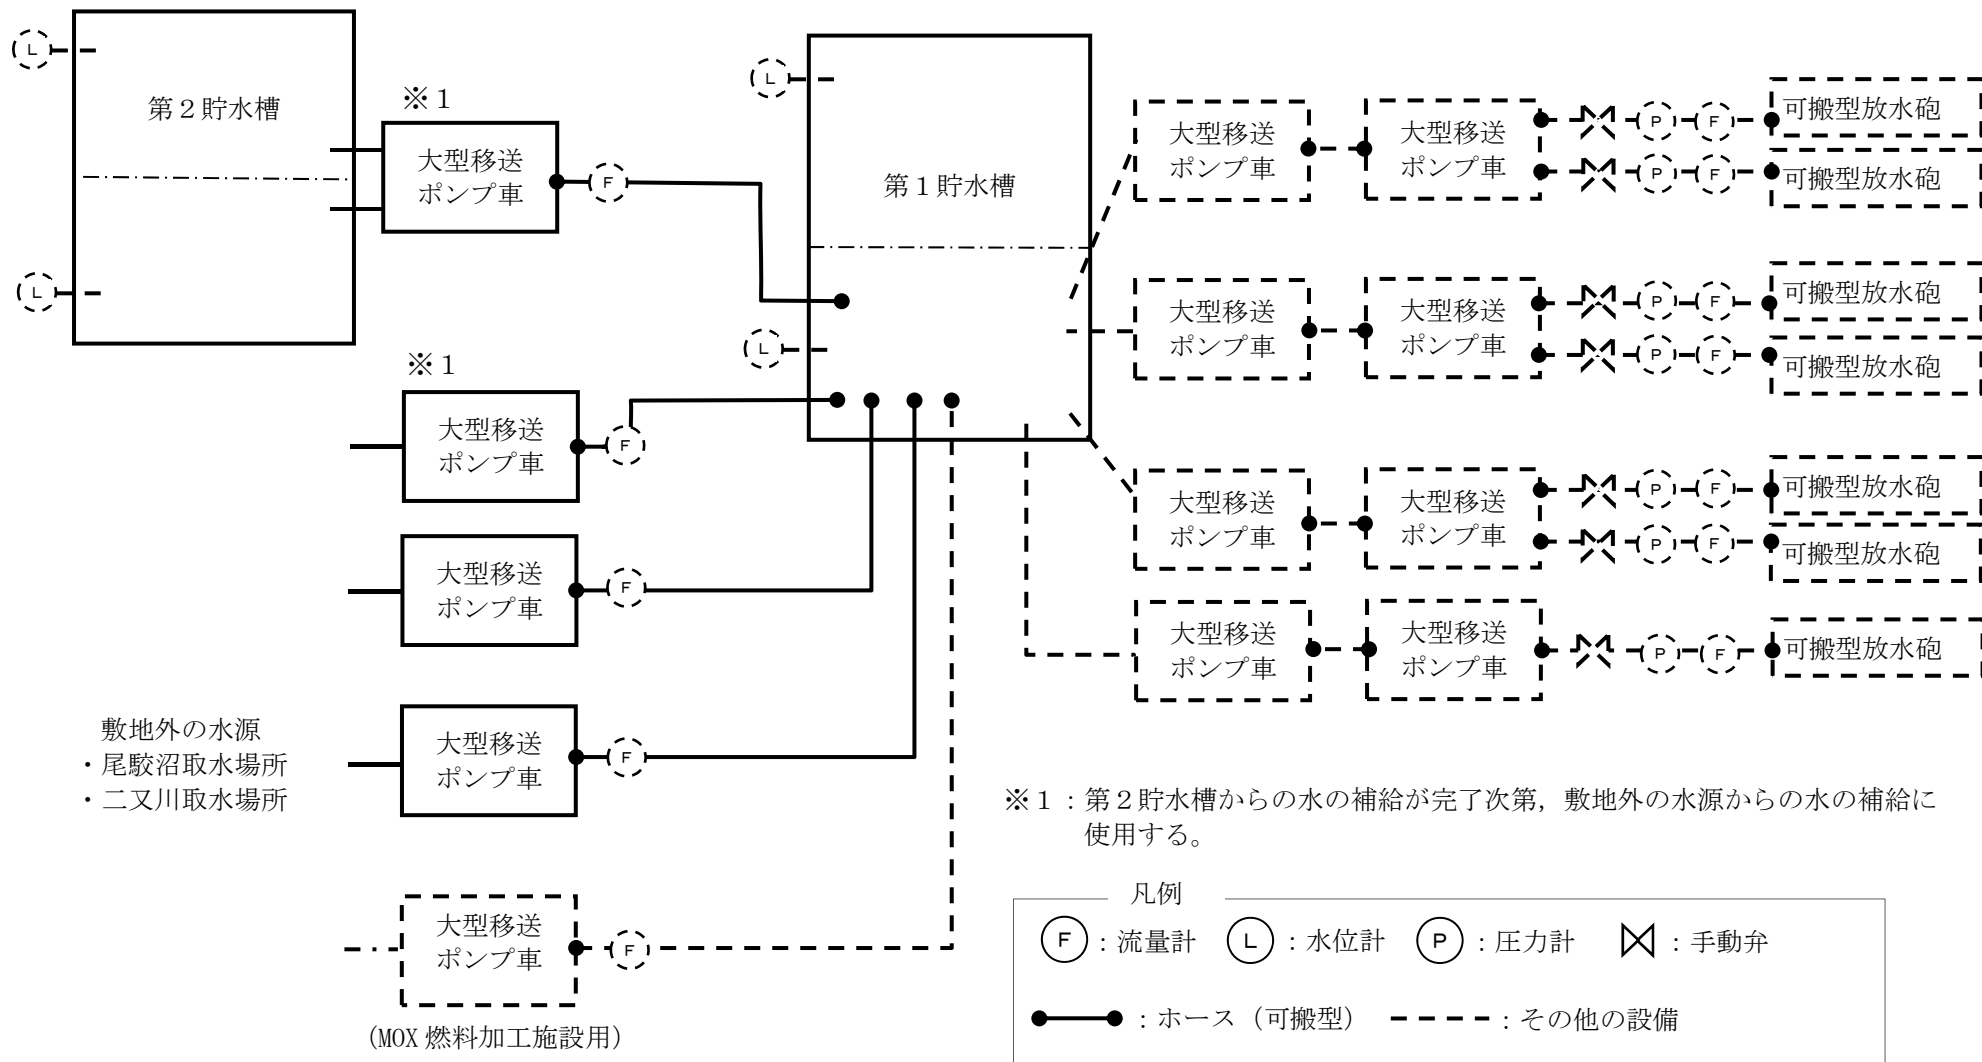 L
第２貯水槽
L
※１
大型移送
ポンプ車
F
L
第１貯水槽
L
※１
大型移送
ポンプ車
F
大型移送
ポンプ車
F
大型移送
ポンプ車
F
敷地外の水源
・尾駮沼取水場所
・二又川取水場所
大型移送
ポンプ車
F
(MOX 燃料加工施設用)
大型移送
ポンプ車
大型移送
ポンプ車
P
F
可搬型放水砲
P
F
可搬型放水砲
大型移送
ポンプ車
大型移送
ポンプ車
P
F
可搬型放水砲
P
F
可搬型放水砲
大型移送
ポンプ車
大型移送
ポンプ車
P
F
可搬型放水砲
P
F
可搬型放水砲
大型移送
ポンプ車
大型移送
ポンプ車
P
F
可搬型放水砲
※１：第２貯水槽からの水の補給が完了次第，敷地外の水源からの水の補給に
使用する。
凡例
F ：流量計 L ：水位計 P ：圧力計 ：手動弁
：ホース（可搬型） ：その他の設備